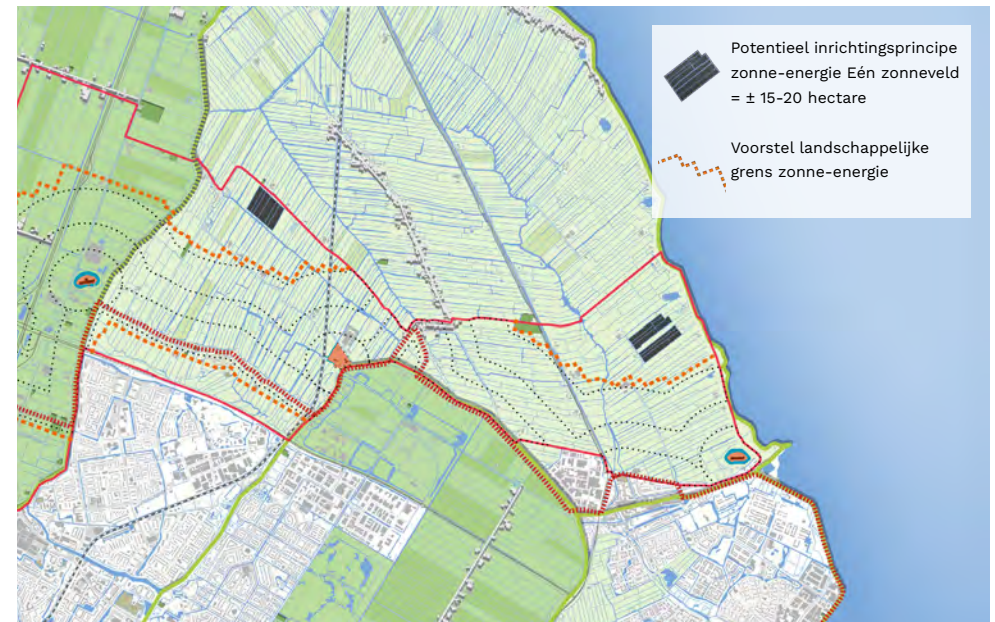 Potentieel inrichtingsprincipe
zonne-energie Eén zonneveld
= ± 15-20 hectare
Voorstel landschappelijke
grens zonne-energie